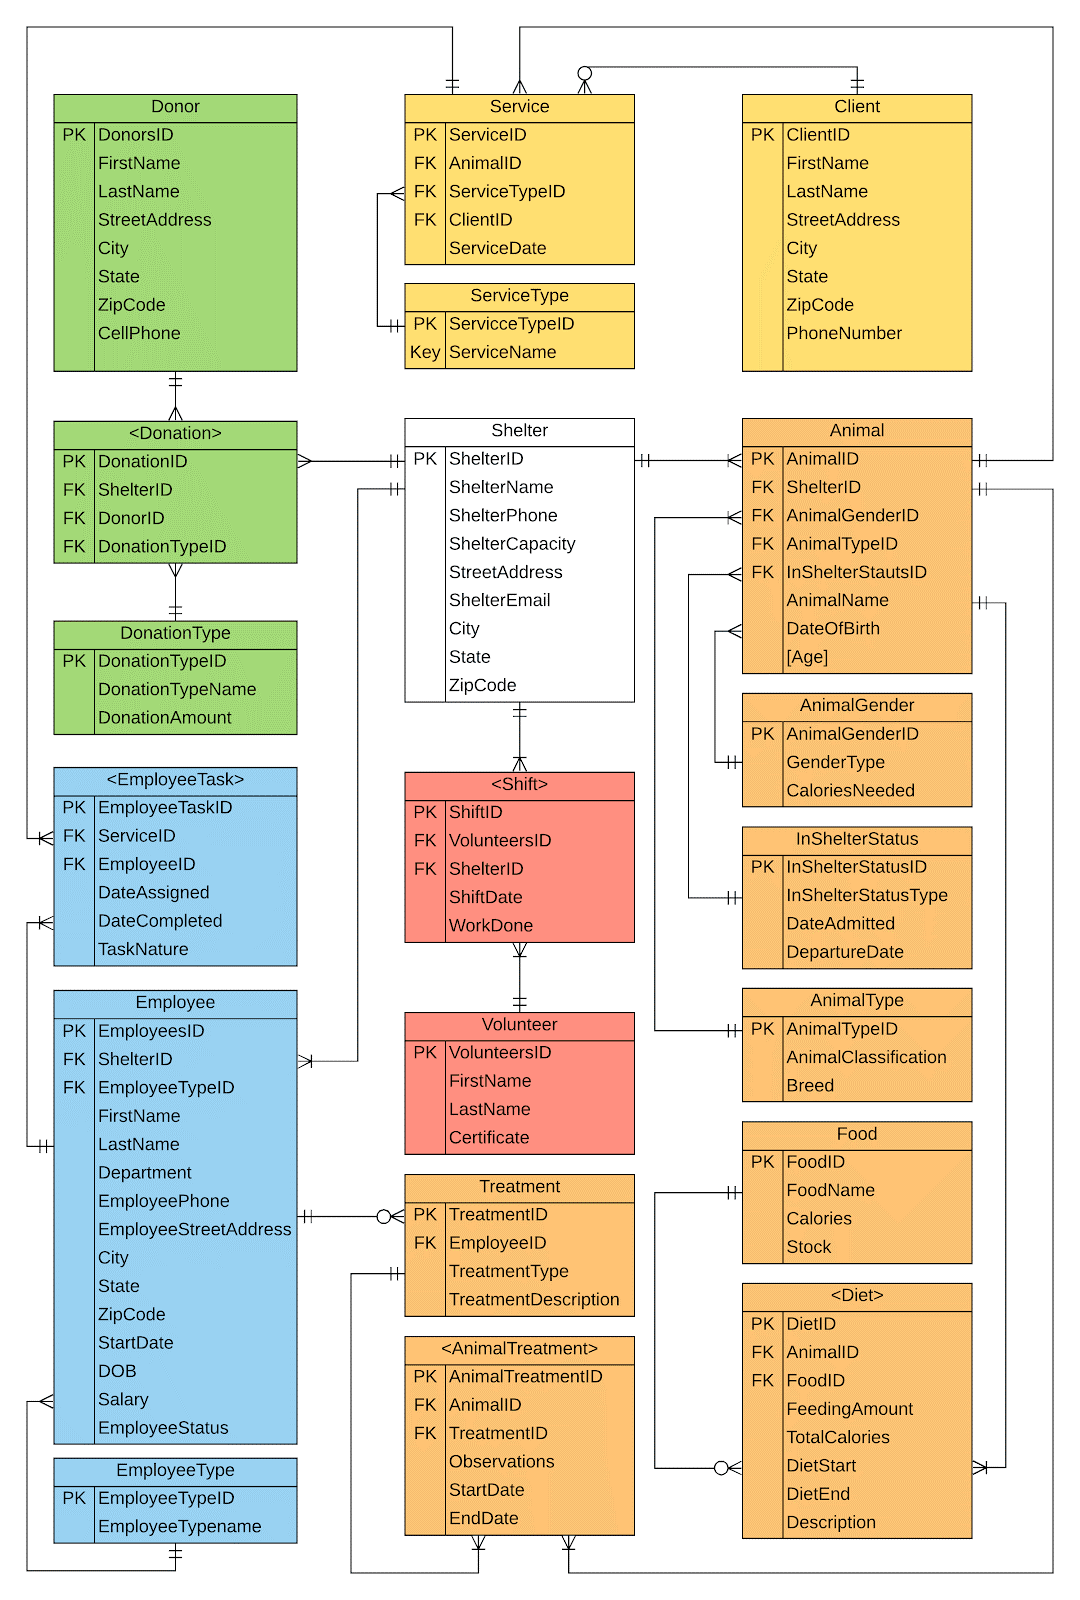 Donor
PK DonorsID
FirstName
LastName
StreetAddress
City
State
ZipCode
CellPhone
Service
PK ServiceID
FK AnimalID
FK ServiceTypeID
FK ClientID
ServiceDate
Client
PK ClientID
FirstName
LastName
StreetAddress
City
State
ZipCode
PhoneNumber
ServiceType
PK ServicceTypeID
Key ServiceName
<Donation>
PK DonationID
FK ShelterID
FK DonorID
FK DonationTypeID
Shelter
PK ShelterID
ShelterName
ShelterPhone
ShelterCapacity
StreetAddress
ShelterEmail
City
State
ZipCode
Animal
PK AnimalID
FK ShelterID
FK AnimalGenderID
FK AnimalTypeID
FK InShelterStautsID
AnimalName
DateOfBirth
[Age]
DonationType
PK DonationTypeID
DonationTypeName
DonationAmount
AnimalGender
PK AnimalGenderID
GenderType
CaloriesNeeded
<EmployeeTask>
PK EmployeeTaskID
FK ServiceID
FK EmployeeID
DateAssigned
DateCompleted
TaskNature
<Shift>
PK ShiftID
FK VolunteersID
FK ShelterID
ShiftDate
WorkDone
InShelterStatus
PK InShelterStatusID
InShelterStatusType
DateAdmitted
DepartureDate
Employee
PK EmployeesID
FK ShelterID
FK EmployeeTypeID
FirstName
LastName
Department
EmployeePhone
EmployeeStreetAddress
City
State
ZipCode
StartDate
DOB
Salary
EmployeeStatus
Volunteer
PK VolunteersID
FirstName
LastName
Certificate
AnimalType
PK AnimalTypeID
AnimalClassification
Breed
Food
PK FoodID
FoodName
Calories
Stock
Treatment
PK TreatmentID
FK EmployeeID
TreatmentType
TreatmentDescription
<Diet>
PK DietID
FK AnimalID
FK FoodID
FeedingAmount
TotalCalories
DietStart
DietEnd
Description
<AnimalTreatment>
PK AnimalTreatmentID
FK AnimalID
FK TreatmentID
Observations
StartDate
EndDate
EmployeeType
PK EmployeeTypeID
EmployeeTypename